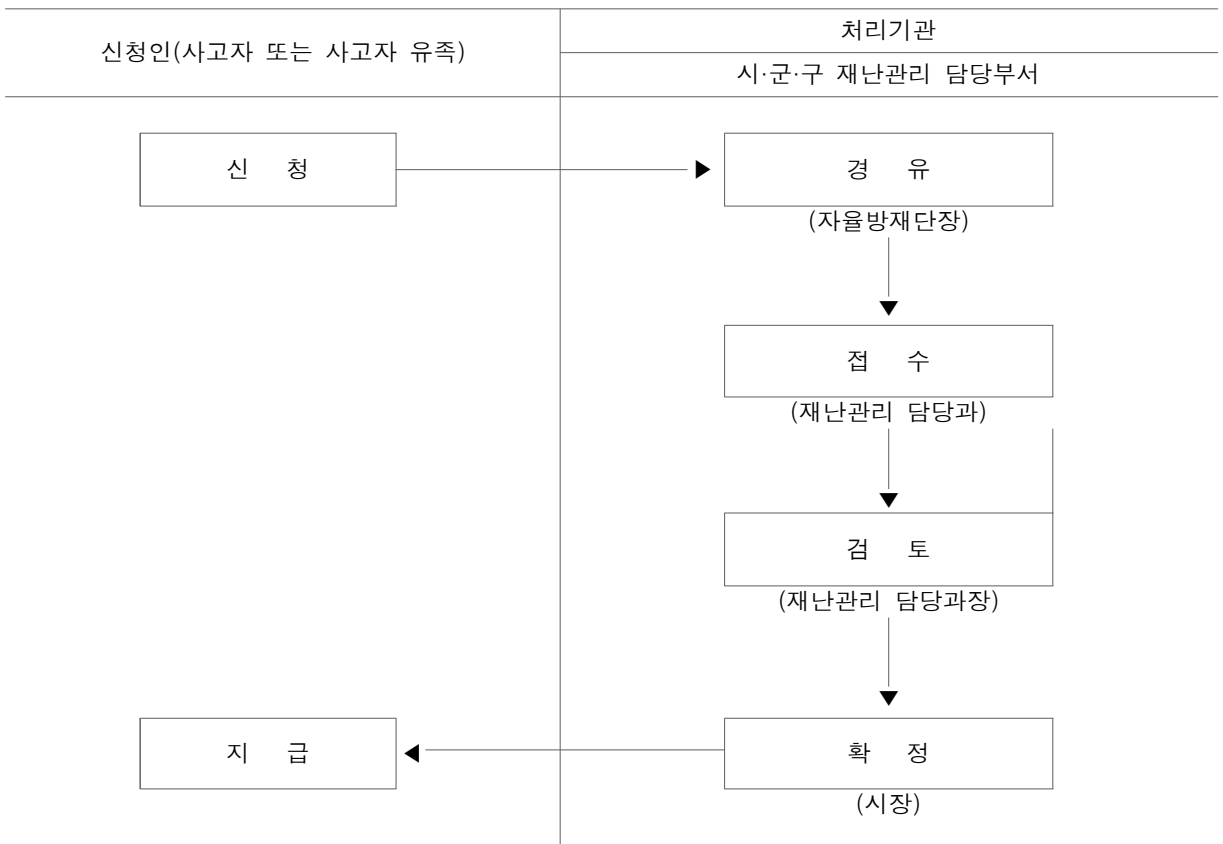 신청인(사고자 또는 사고자 유족)
처리기관
시·군·구 재난관리 담당부서
신 청
경 유
(자율방재단장)
접 수
(재난관리 담당과)
검 토
(재난관리 담당과장)
지 급
확 정
(시장)